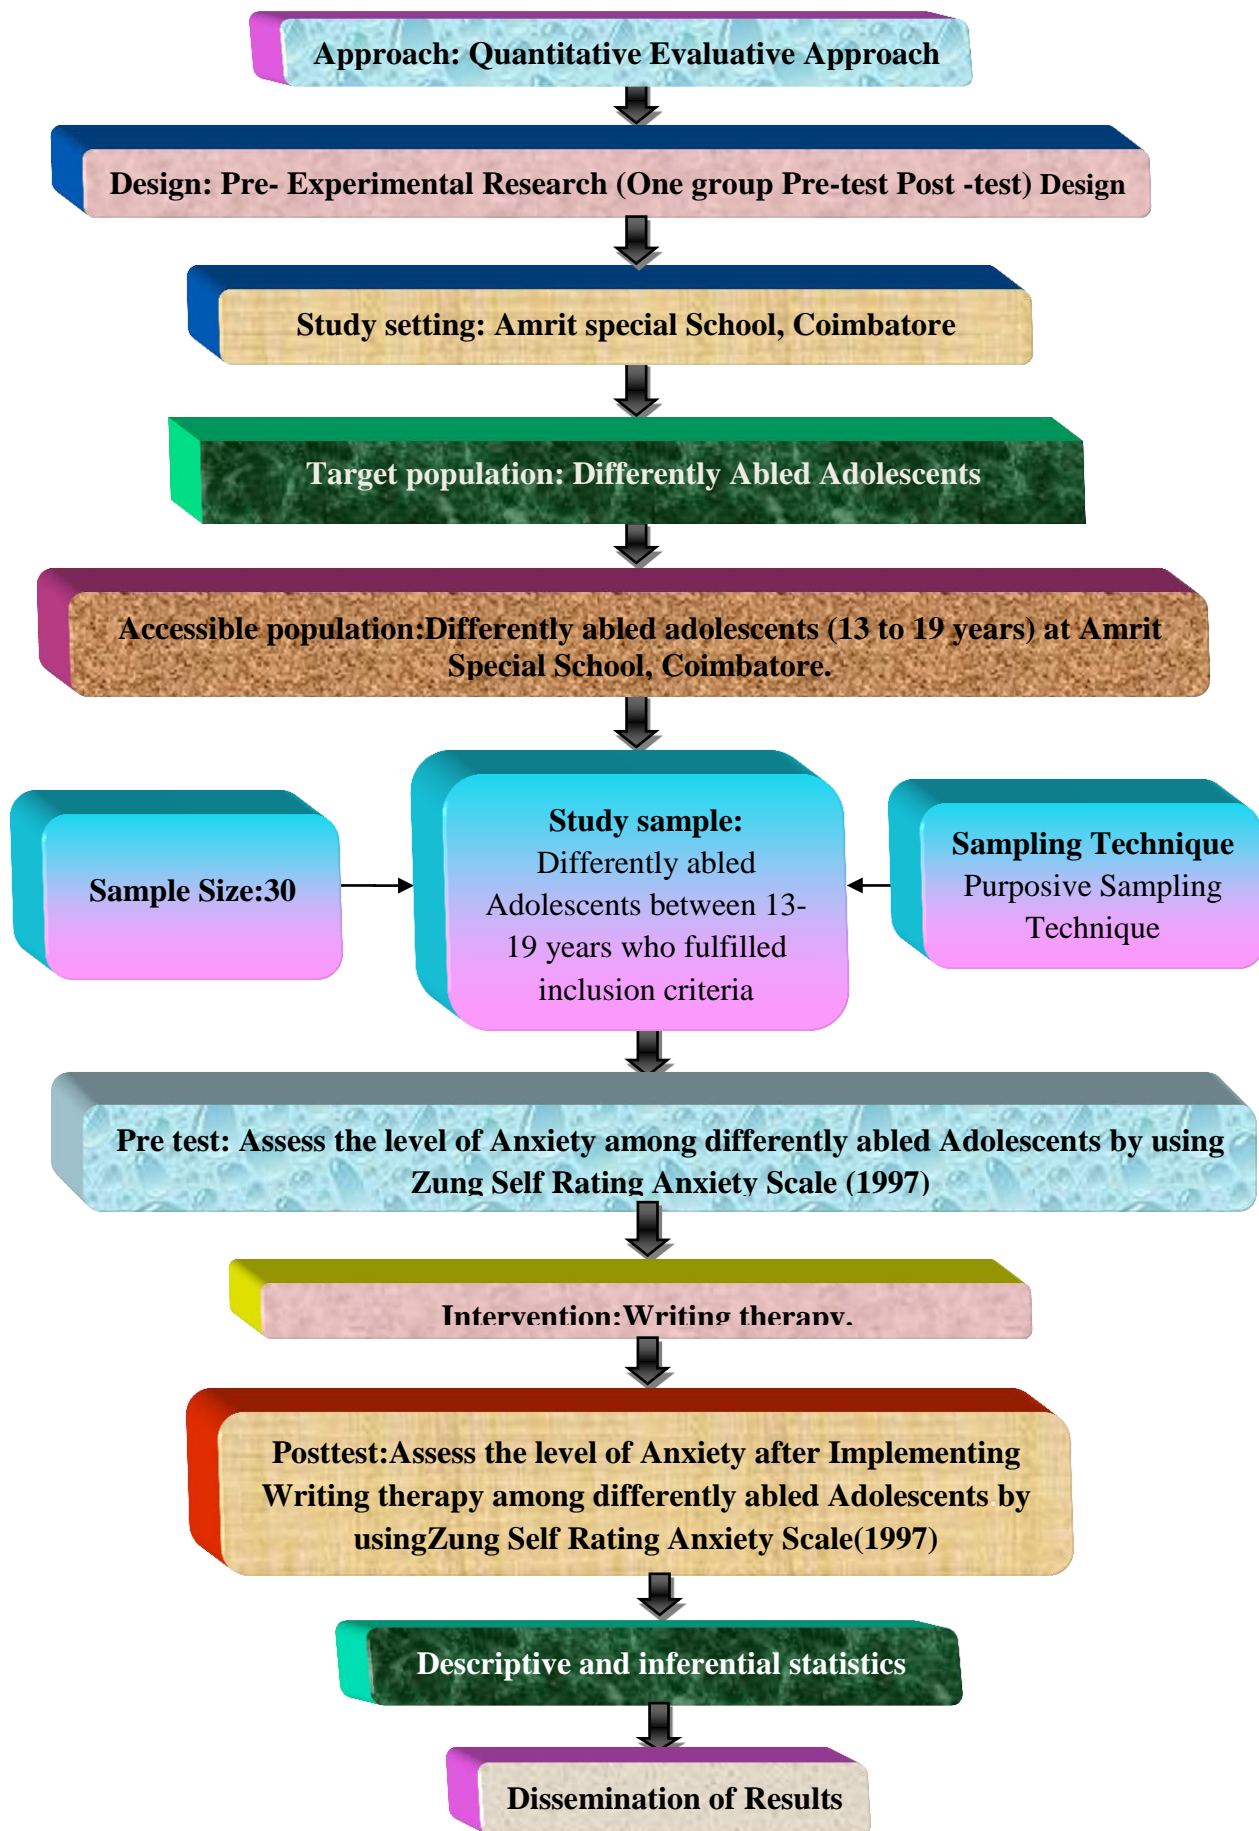 Approach: Quantitative Evaluative Approach
Design: Pre- Experimental Research (One group Pre-test Post -test) Design
Study setting: Amrit special School, Coimbatore
Target population: Differently Abled Adolescents
Accessible population:Differently abled adolescents (13 to 19 years) at Amrit
Special School, Coimbatore.
Sample Size:30
Study sample:
Differently abled
Adolescents between 13-
19 years who fulfilled
inclusion criteria
Sampling Technique
Purposive Sampling
Technique
Pre test: Assess the level of Anxiety among differently abled Adolescents by using
Zung Self Rating Anxiety Scale (1997)
Intervention:Writing therapy.
Posttest:Assess the level of Anxiety after Implementing
Writing therapy among differently abled Adolescents by
usingZung Self Rating Anxiety Scale(1997)
Descriptive and inferential statistics
Dissemination of Results